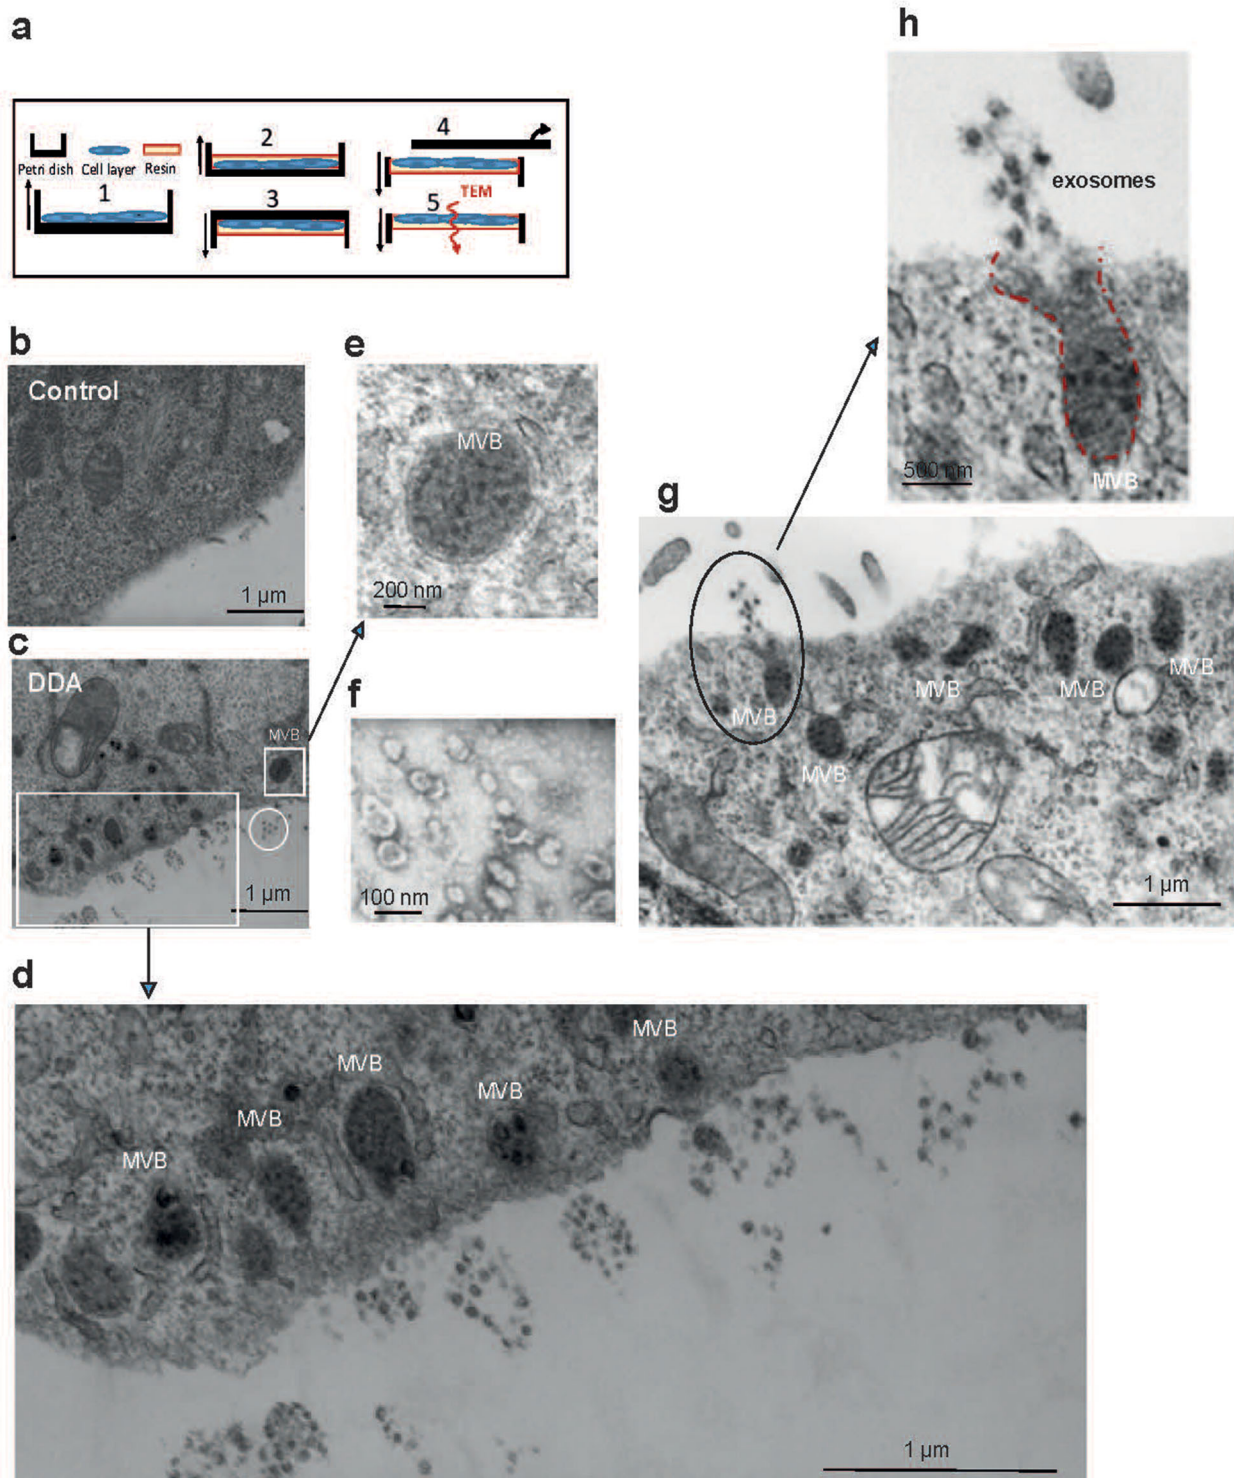 a
Petri dish
Cell layer
Resin
1
2
3
4
5
TEM
b
Control
1 µm
c
DDA
MVB
1 µm
d
MVB
MVB
MVB
MVB
MVB
1 µm
e
MVB
200 nm
f
100 nm
g
MVB
MVB
MVB
MVB
MVB
1 µm
h
exosomes
500 nm
MVB